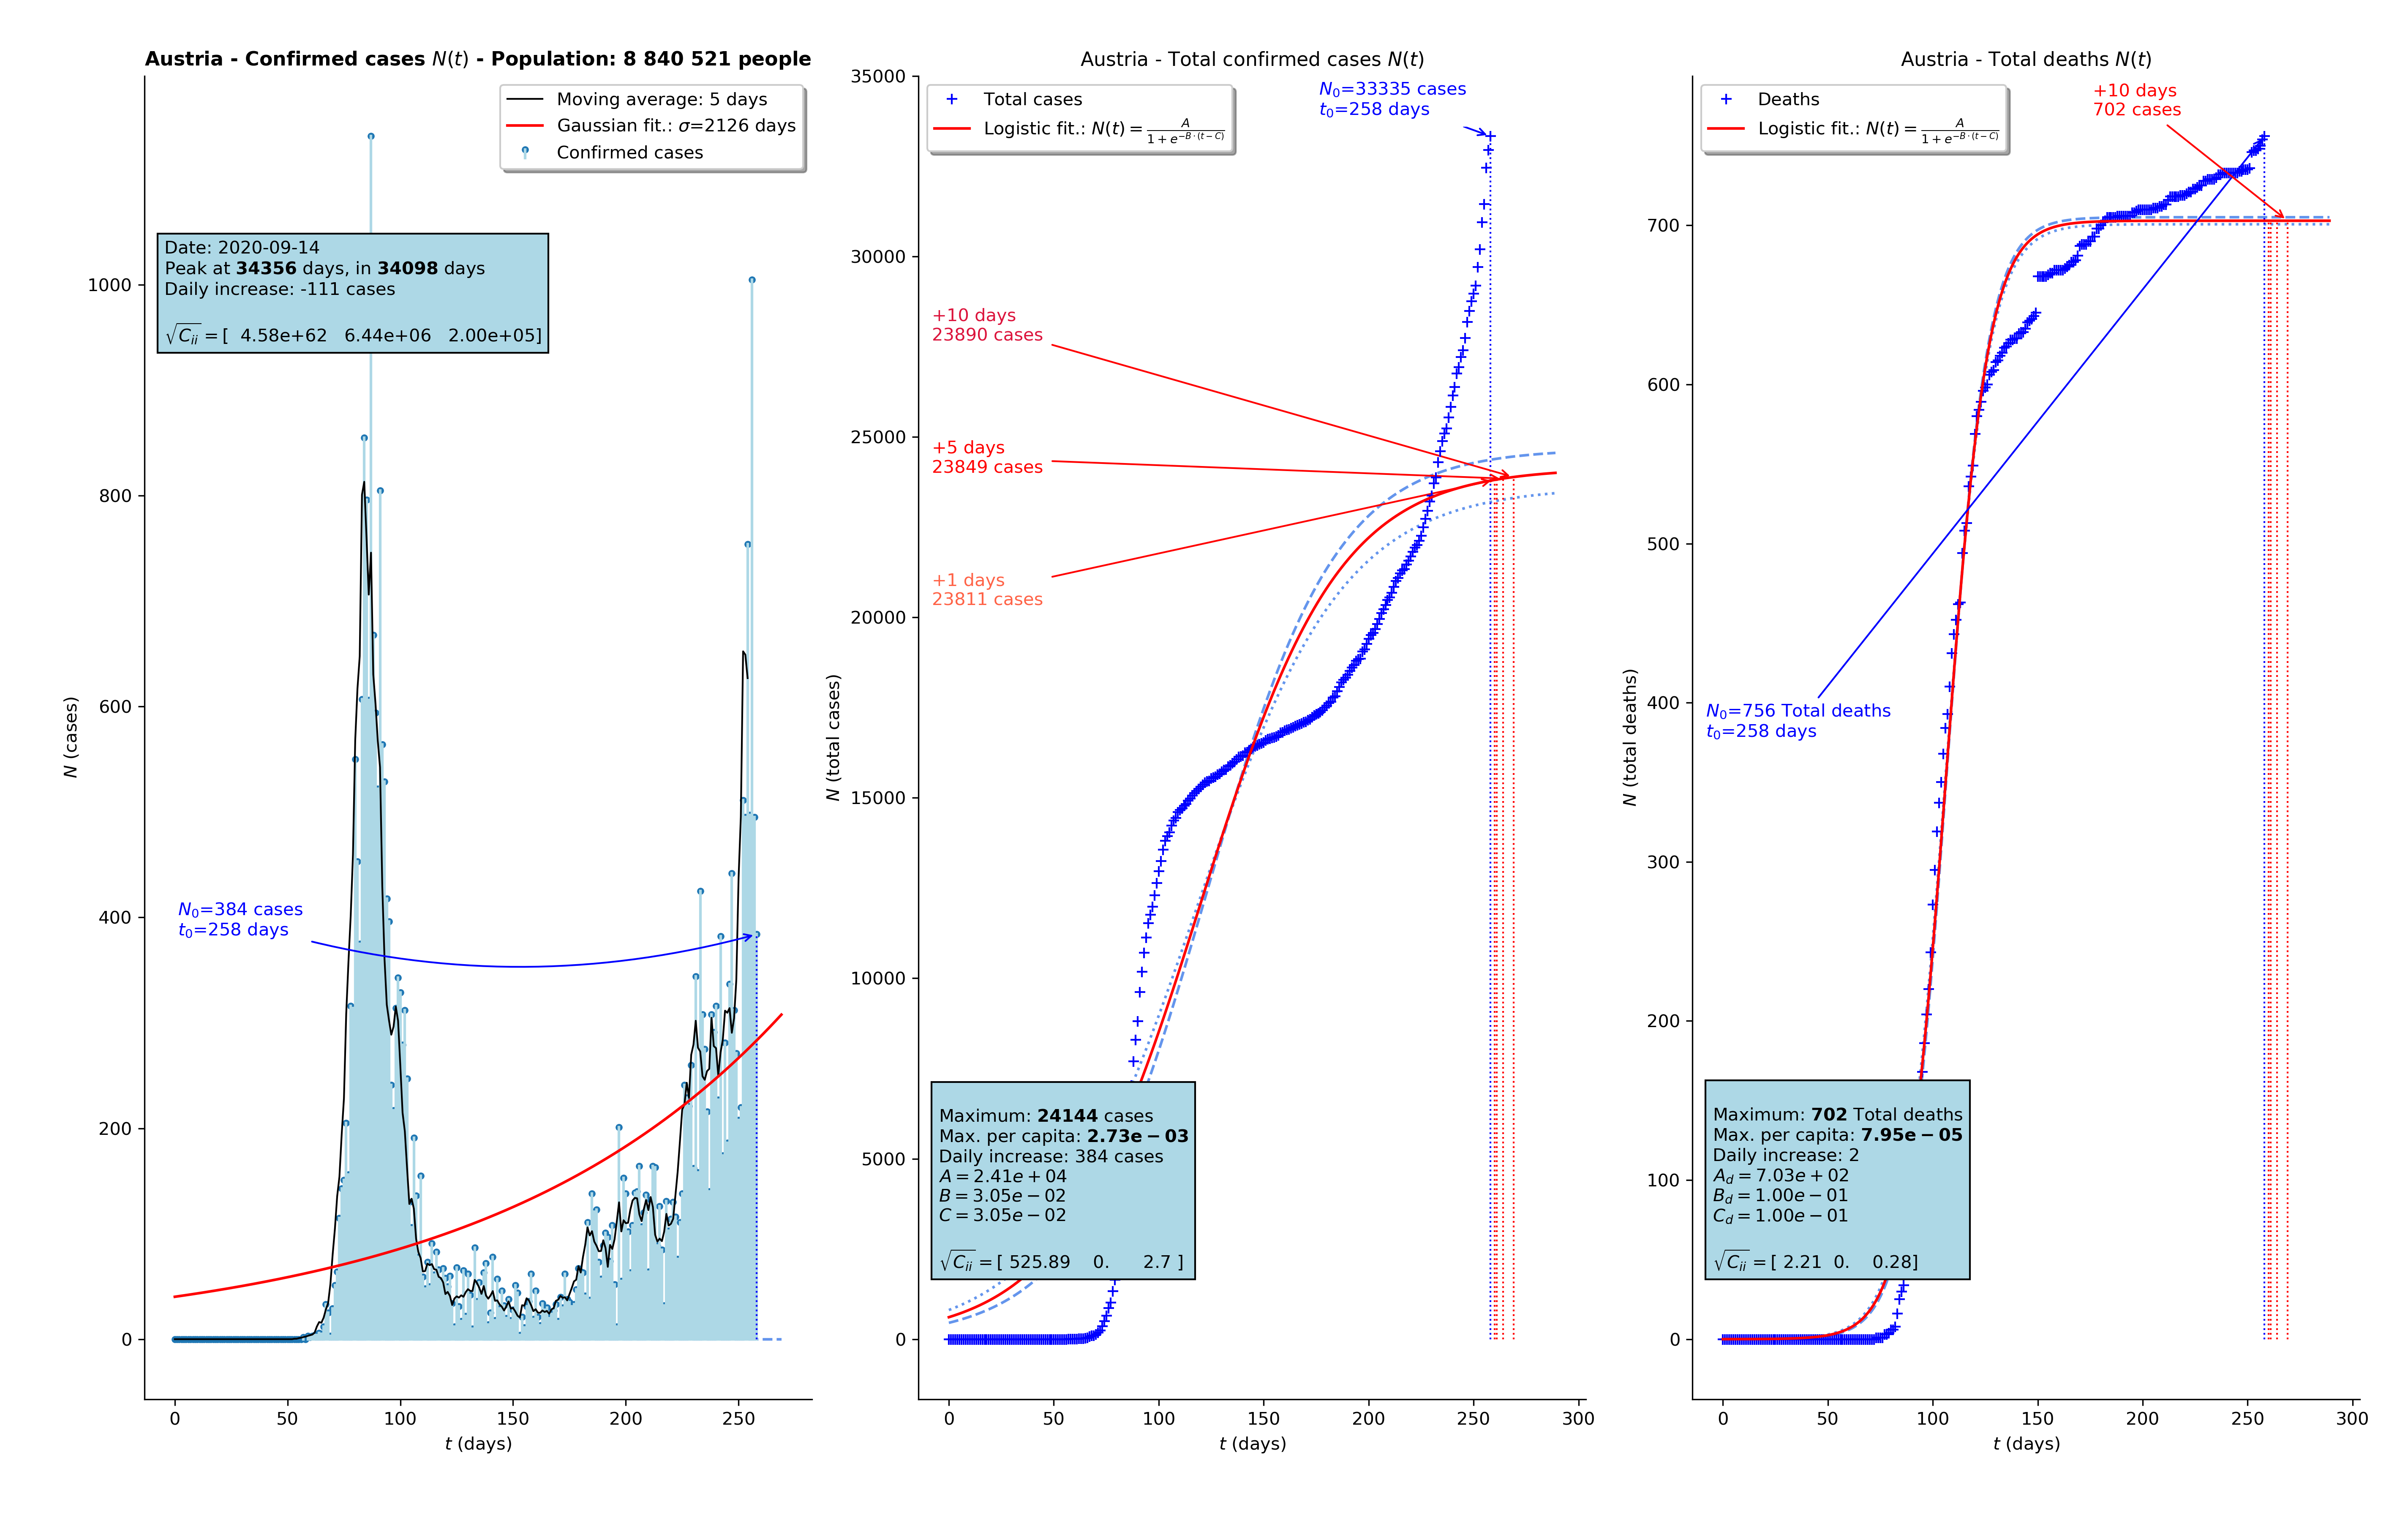 Austria - Confirmed cases N(t) - Population: 8 840 521 people
Moving average: 5 days
Gaussian fit.: σ=2126 days
Confirmed cases
Date: 2020-09-14
Peak at 34356 days, in 34098 days
Daily increase: -111 cases
√C_ii = [ 4.58e+62 6.44e+06 2.00e+05]
N_0=384 cases
t_0=258 days
N (cases)
1000
800
600
400
200
0
0 50 100 150 200 250
t (days)
Austria - Total confirmed cases N(t)
Total cases
Logistic fit.: N(t) = A / (1 + e^{−B·(t−C)})
N_0=33335 cases
t_0=258 days
+10 days
23890 cases
+5 days
23849 cases
+1 days
23811 cases
N (total cases)
35000
30000
25000
20000
15000
10000
5000
0
Maximum: 24144 cases
Max. per capita: 2.73e − 03
Daily increase: 384 cases
A = 2.41e + 04
B = 3.05e − 02
C = 3.05e − 02
√C_ii = [ 525.89 0. 2.7 ]
0 50 100 150 200 250 300
t (days)
Austria - Total deaths N(t)
Deaths
Logistic fit.: N(t) = A / (1 + e^{−B·(t−C)})
+10 days
702 cases
N_0=756 Total deaths
t_0=258 days
N (total deaths)
700
600
500
400
300
200
100
0
Maximum: 702 Total deaths
Max. per capita: 7.95e − 05
Daily increase: 2
A_d = 7.03e + 02
B_d = 1.00e − 01
C_d = 1.00e − 01
√C_ii = [ 2.21 0. 0.28]
0 50 100 150 200 250 300
t (days)